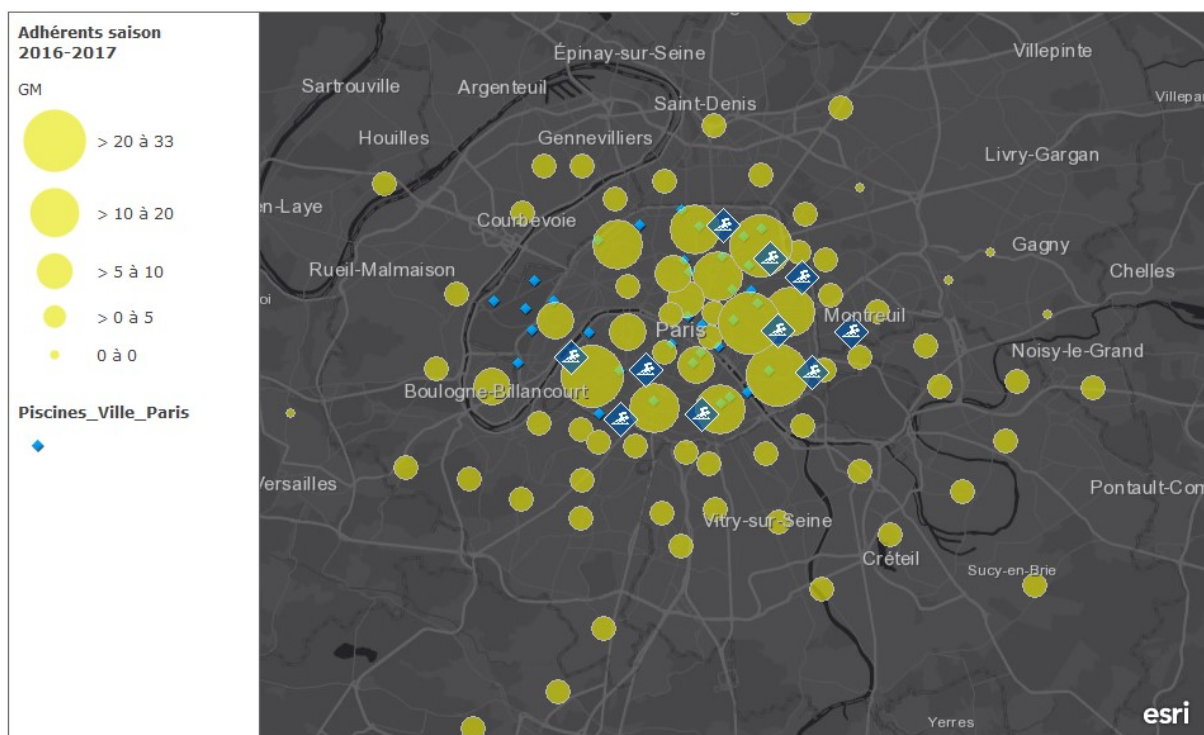 Adhérents saison
2016-2017
GM
> 20 à 33
> 10 à 20
> 5 à 10
> 0 à 5
0 à 0
Piscines_Ville_Paris
Épinay-sur-Seine
Villepinte
Sartrouville
Argenteuil
Saint-Denis
Villepar
Houilles
Gennevilliers
Livry-Gargan
en-Laye
Courbevoie
Gagny
Rueil-Malmaison
Chelles
oi
Montreuil
Paris
Noisy-le-Grand
Boulogne-Billancourt
Versailles
Pontault-Com
Vitry-sur-Seine
Créteil
Sucy-en-Brie
Yerres
esri